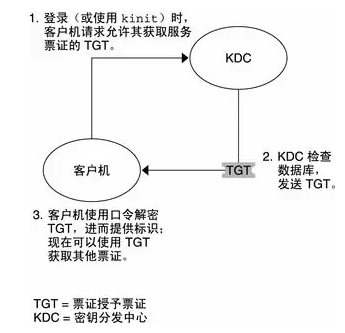 1. 登录（或使用 kinit）时，
客户机请求允许其获取服务
票证的 TGT。
KDC
TGT
2. KDC 检查
数据库，
发送 TGT。
客户机
3. 客户机使用口令解密
TGT，进而提供标识；
现在可以使用 TGT
获取其他票证。
TGT = 票证授予票证
KDC = 密钥分发中心